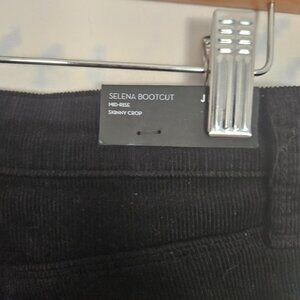 SELENA BOOTCUT
MID-RISE
SKINNY CROP
J